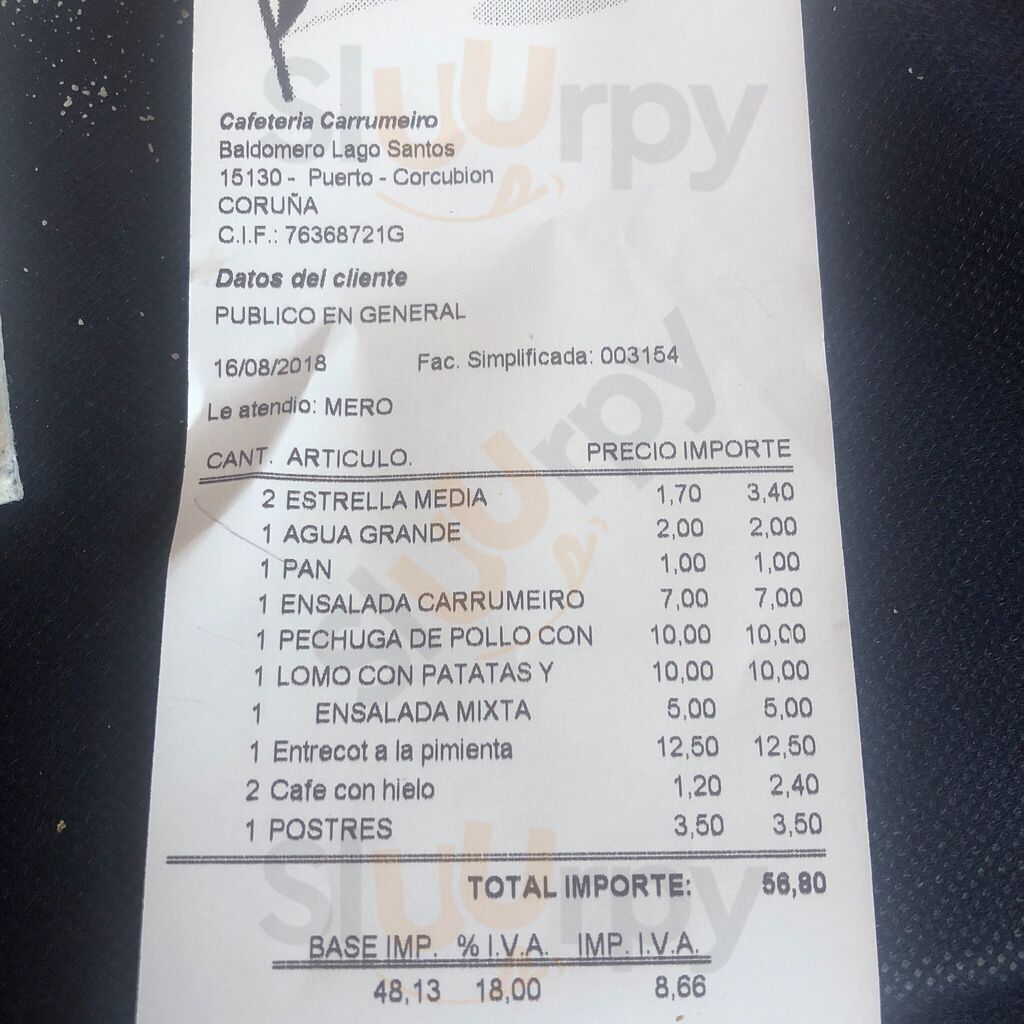 Cafeteria Carrumeiro
Baldomero Lago Santos
15130 - Puerto - Corcubion
CORUÑA
C.I.F.: 76368721G
Datos del cliente
PUBLICO EN GENERAL
16/08/2018 Fac. Simplificada: 003154
Le atendio: MERO
CANT. ARTICULO. PRECIO IMPORTE
2 ESTRELLA MEDIA 1,70 3,40
1 AGUA GRANDE 2,00 2,00
1 PAN 1,00 1,00
1 ENSALADA CARRUMEIRO 7,00 7,00
1 PECHUGA DE POLLO CON 10,00 10,00
1 LOMO CON PATATAS Y 10,00 10,00
1 ENSALADA MIXTA 5,00 5,00
1 Entrecot a la pimienta 12,50 12,50
2 Cafe con hielo 1,20 2,40
1 POSTRES 3,50 3,50
TOTAL IMPORTE: 56,80
BASE IMP. % I.V.A. IMP. I.V.A.
48,13 18,00 8,66
Sluurpy
Sluurpy
Sluurpy